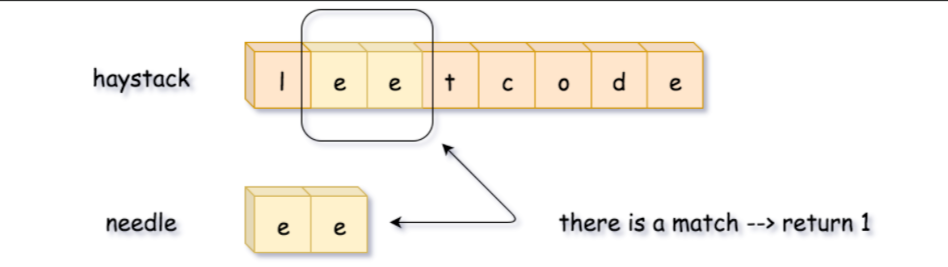 haystack l e e t c o d e
needle e e there is a match --> return 1